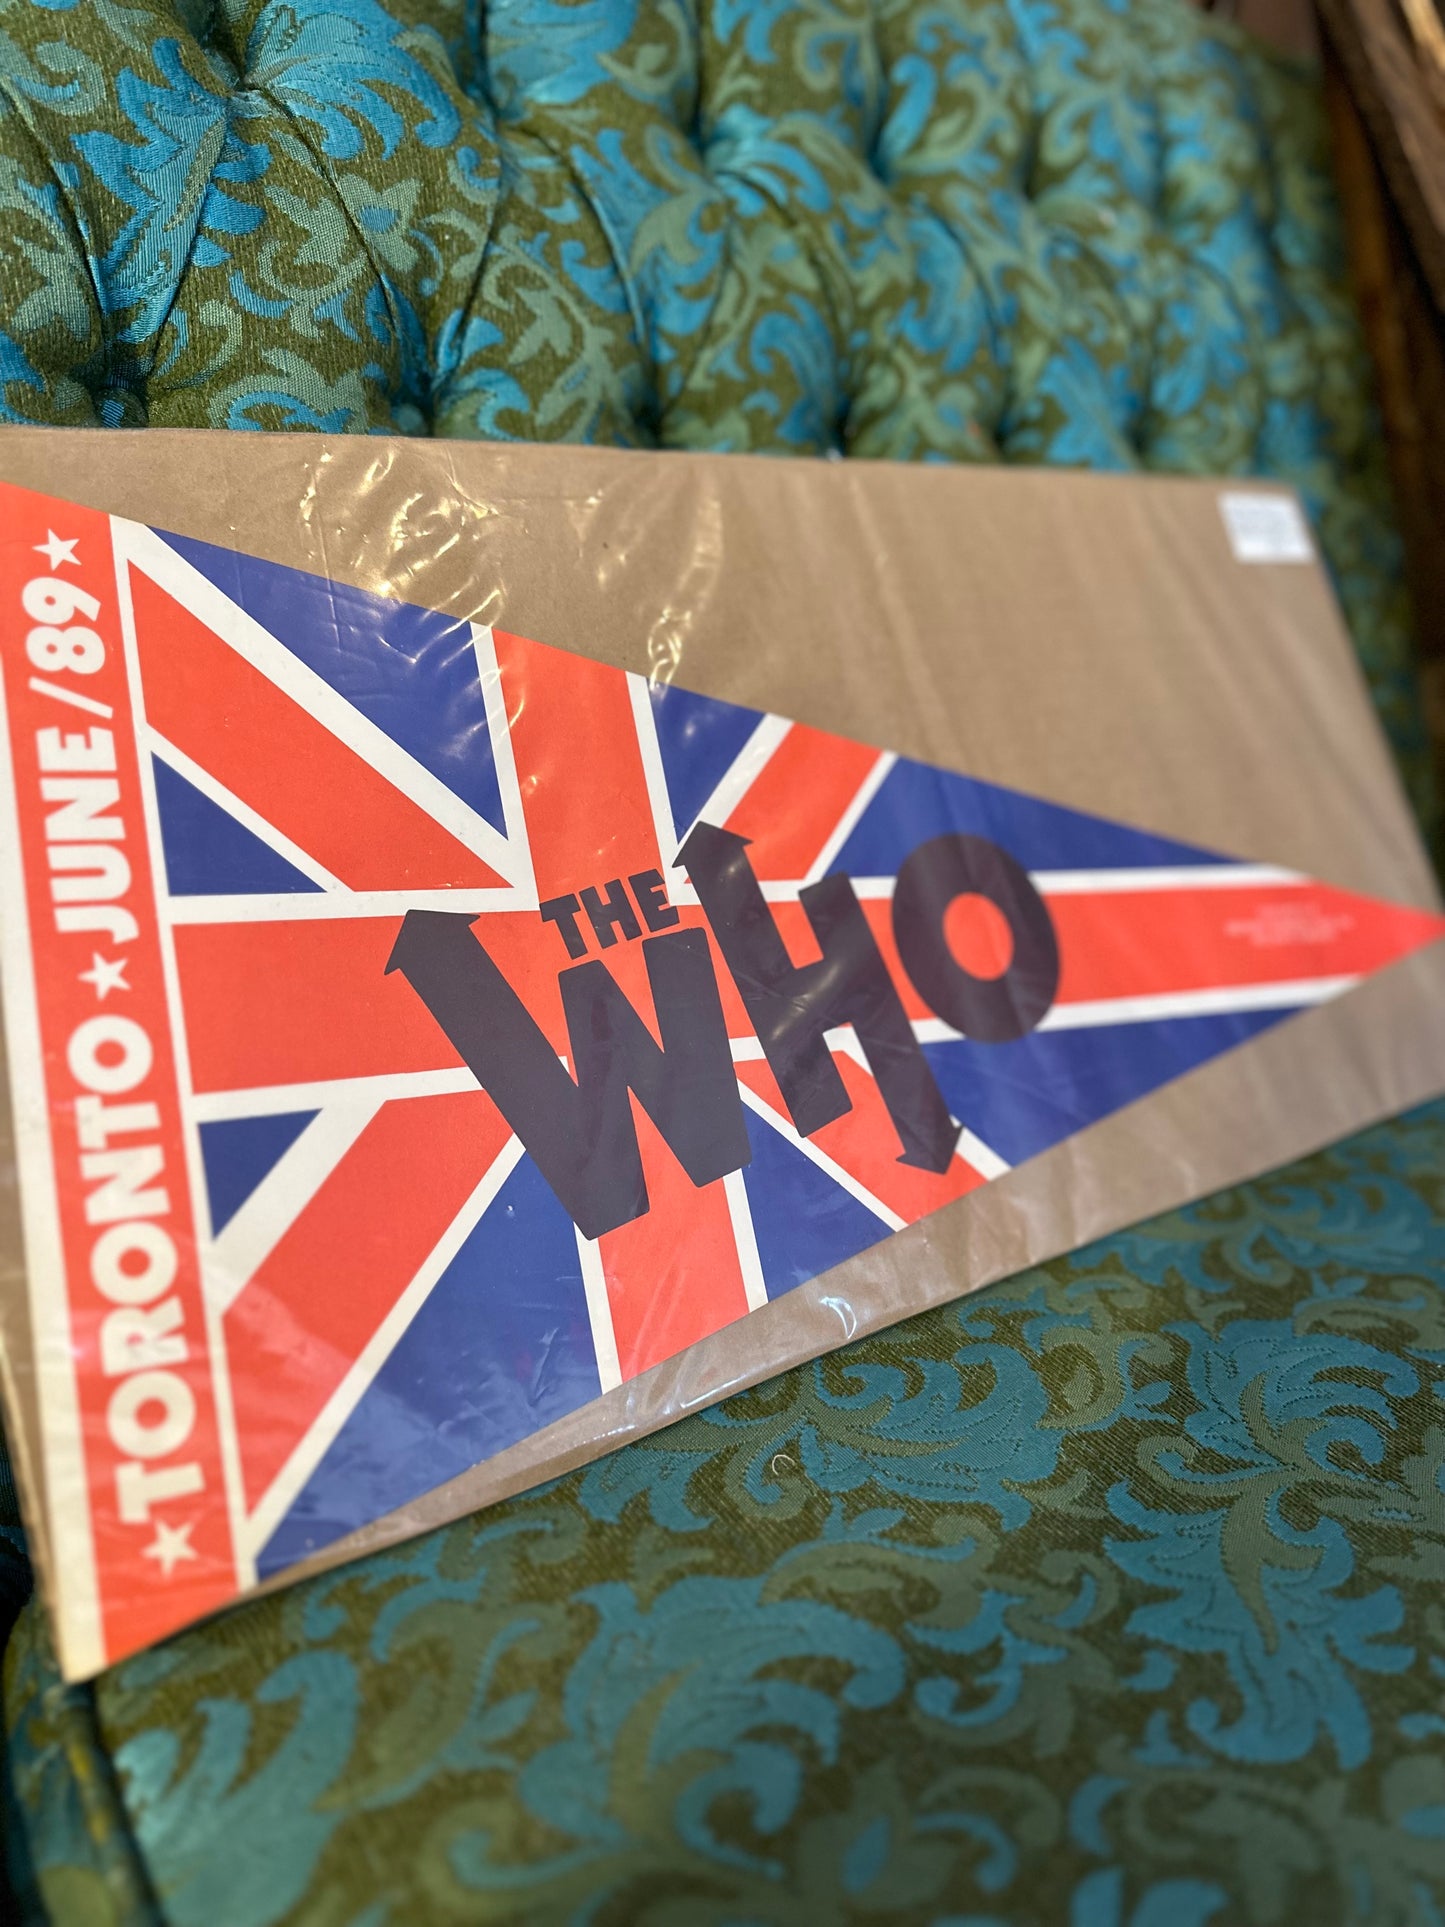 ★ TORONTO ★ JUNE/89 ★
THE
WHO